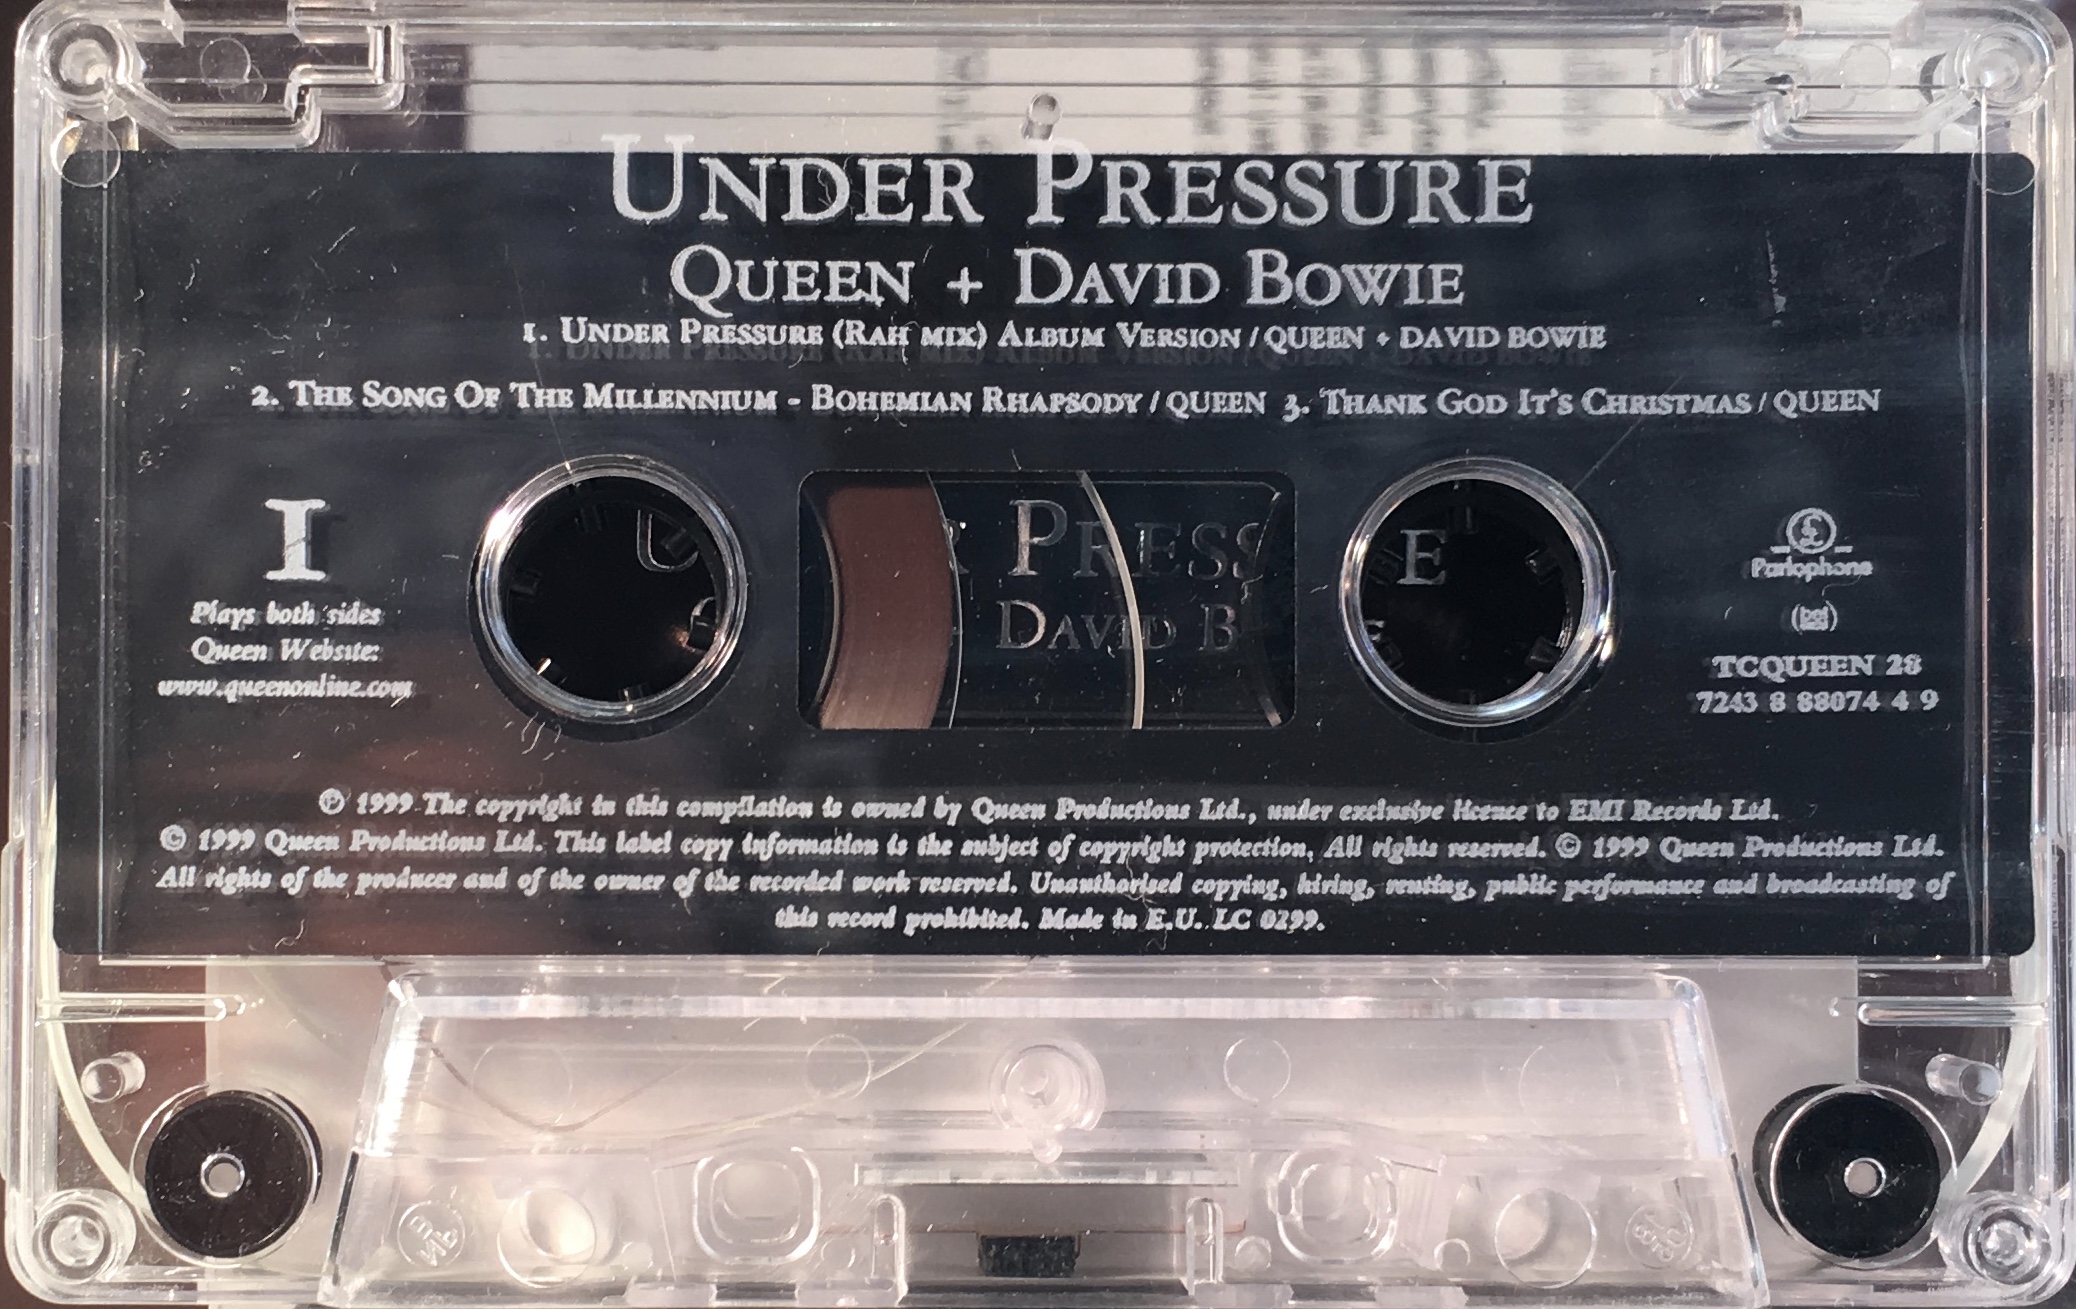 UNDER PRESSURE
QUEEN + DAVID BOWIE
1. UNDER PRESSURE (RAH MIX) ALBUM VERSION / QUEEN + DAVID BOWIE
2. THE SONG OF THE MILLENNIUM - BOHEMIAN RHAPSODY / QUEEN 3. THANK GOD IT'S CHRISTMAS / QUEEN
I
Plays both sides
Queen Website:
www.queenonline.com
U
R PRESS
DAVID B
E
£
Parlophone
TCQUEEN 28
7243 8 88074 4 9
℗ 1999 The copyright in this compilation is owned by Queen Productions Ltd., under exclusive licence to EMI Records Ltd.
© 1999 Queen Productions Ltd. This label copy information is the subject of copyright protection, All rights reserved. © 1999 Queen Productions Ltd.
All rights of the producer and of the owner of the recorded work reserved. Unauthorised copying, hiring, renting, public performance and broadcasting of
this record prohibited. Made in E.U. LC 0299.